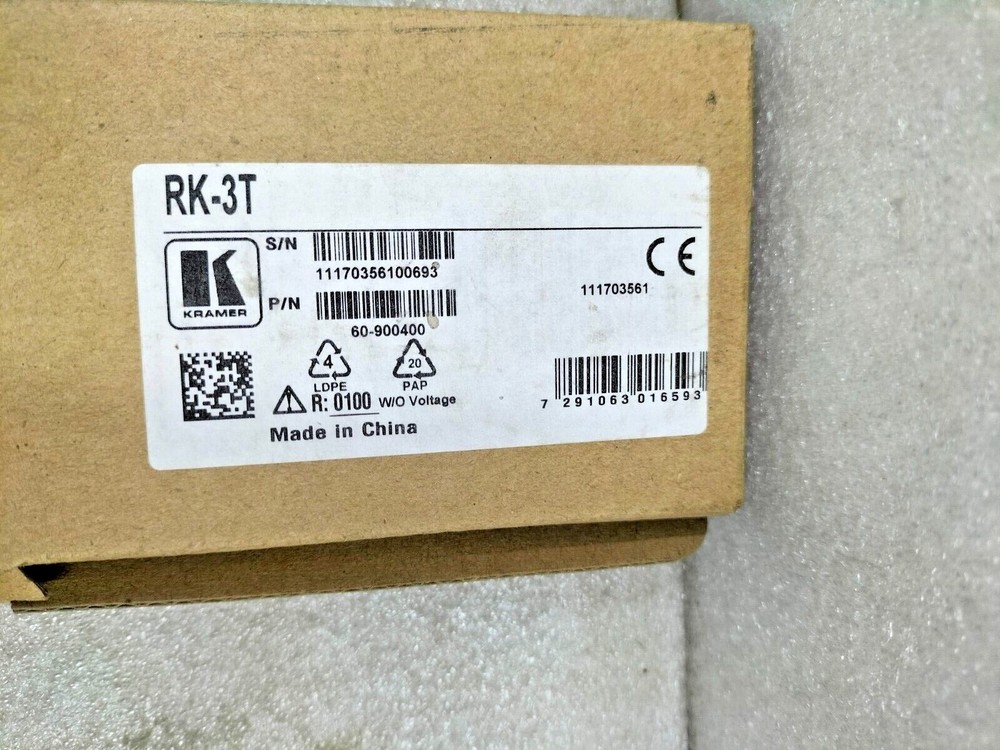 RK-3T
KRAMER
S/N
11170356100693
P/N
60-900400
CE
111703561
4
LDPE
20
PAP
R: 0100 W/O Voltage
Made in China
7 291063 016593